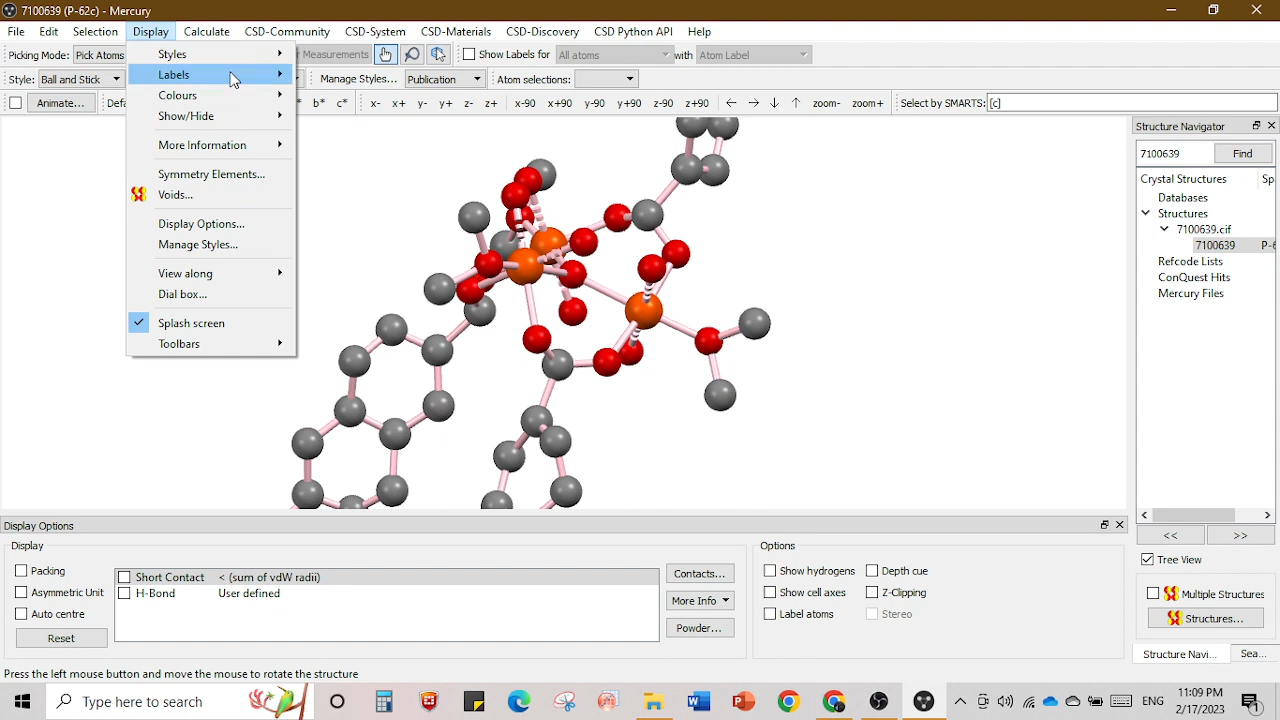 7100639 (P-62c) - Mercury
File Edit Selection Display Calculate CSD-Community CSD-System CSD-Materials CSD-Discovery CSD Python API Help
Picking Mode: Pick Atoms Measurements Show Labels for All atoms with Atom Label
Style: Ball and Stick Manage Styles... Publication Atom selections:
Animate... b* c* x- x+ y- y+ z- z+ x-90 x+90 y-90 y+90 z-90 z+90 ← → ↓ ↑ zoom- zoom+ Select by SMARTS: [c]
Styles
Labels
Colours
Show/Hide
More Information
Symmetry Elements...
Voids...
Display Options...
Manage Styles...
View along
Dial box...
Splash screen
Toolbars
Structure Navigator
7100639 Find
Crystal Structures
Databases
Structures
7100639.cif
7100639 P-6
Refcode Lists
ConQuest Hits
Mercury Files
<< >>
Tree View
Multiple Structures
Structures...
Structure Navi... Sea...
Display Options
Display
Packing
Asymmetric Unit
Auto centre
Reset
Short Contact < (sum of vdW radii)
H-Bond User defined
Contacts...
More Info
Powder...
Options
Show hydrogens Depth cue
Show cell axes Z-Clipping
Label atoms Stereo
Press the left mouse button and move the mouse to rotate the structure
Type here to search
ENG
11:09 PM
2/17/2023